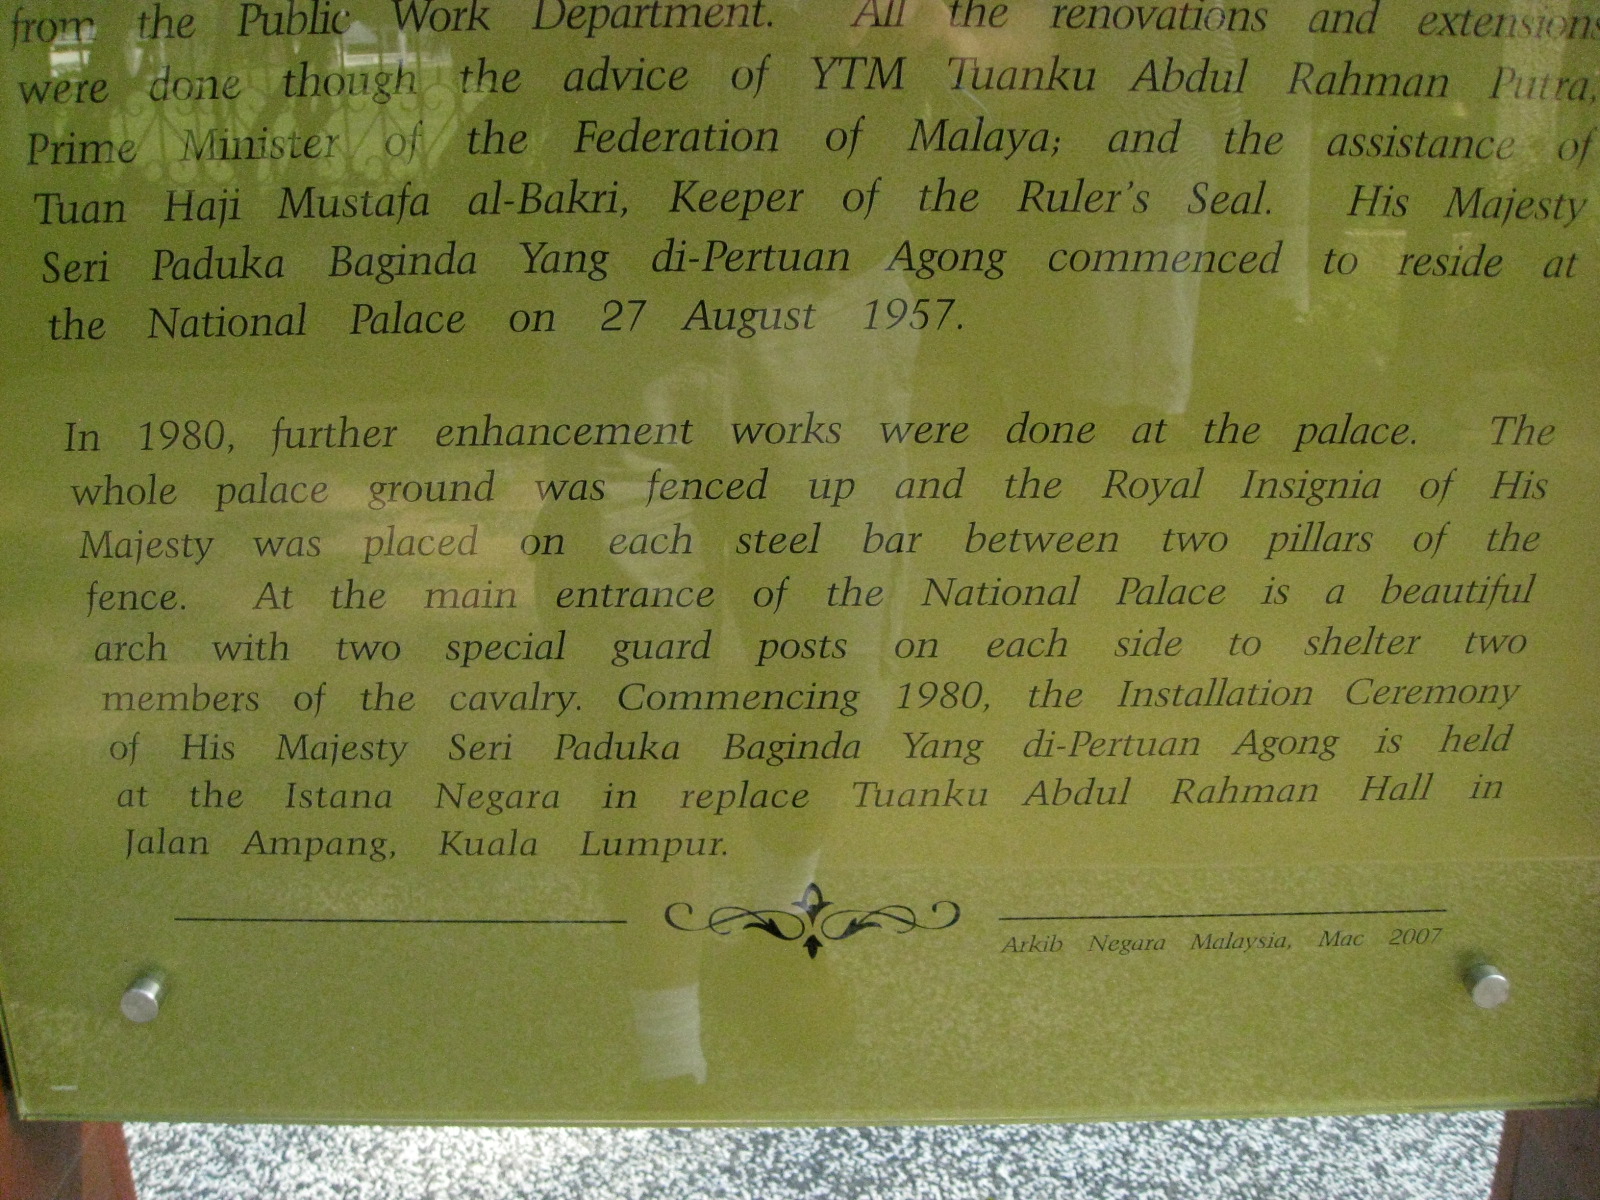 from the Public Work Department. All the renovations and extensions
were done though the advice of YTM Tuanku Abdul Rahman Putra,
Prime Minister of the Federation of Malaya; and the assistance of
Tuan Haji Mustafa al-Bakri, Keeper of the Ruler's Seal. His Majesty
Seri Paduka Baginda Yang di-Pertuan Agong commenced to reside at
the National Palace on 27 August 1957.
In 1980, further enhancement works were done at the palace. The
whole palace ground was fenced up and the Royal Insignia of His
Majesty was placed on each steel bar between two pillars of the
fence. At the main entrance of the National Palace is a beautiful
arch with two special guard posts on each side to shelter two
members of the cavalry. Commencing 1980, the Installation Ceremony
of His Majesty Seri Paduka Baginda Yang di-Pertuan Agong is held
at the Istana Negara in replace Tuanku Abdul Rahman Hall in
Jalan Ampang, Kuala Lumpur.
Arkib Negara Malaysia, Mac 2007